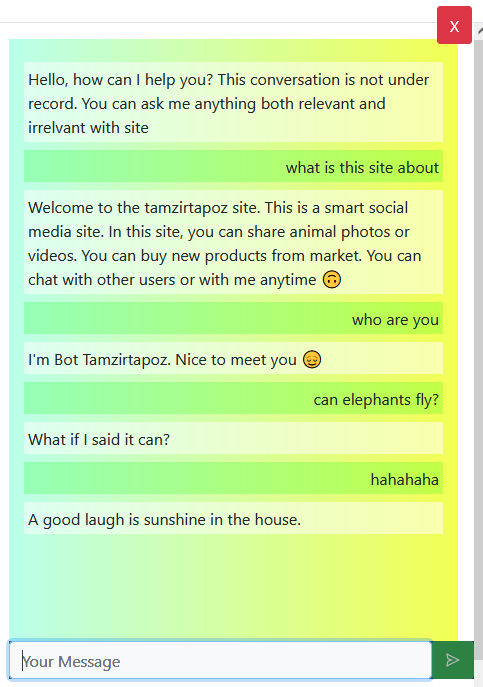 X
Hello, how can I help you? This conversation is not under
record. You can ask me anything both relevant and
irrelvant with site
what is this site about
Welcome to the tamzirtapoz site. This is a smart social
media site. In this site, you can share animal photos or
videos. You can buy new products from market. You can
chat with other users or with me anytime 🙃
who are you
I'm Bot Tamzirtapoz. Nice to meet you 😌
can elephants fly?
What if I said it can?
hahahaha
A good laugh is sunshine in the house.
Your Message